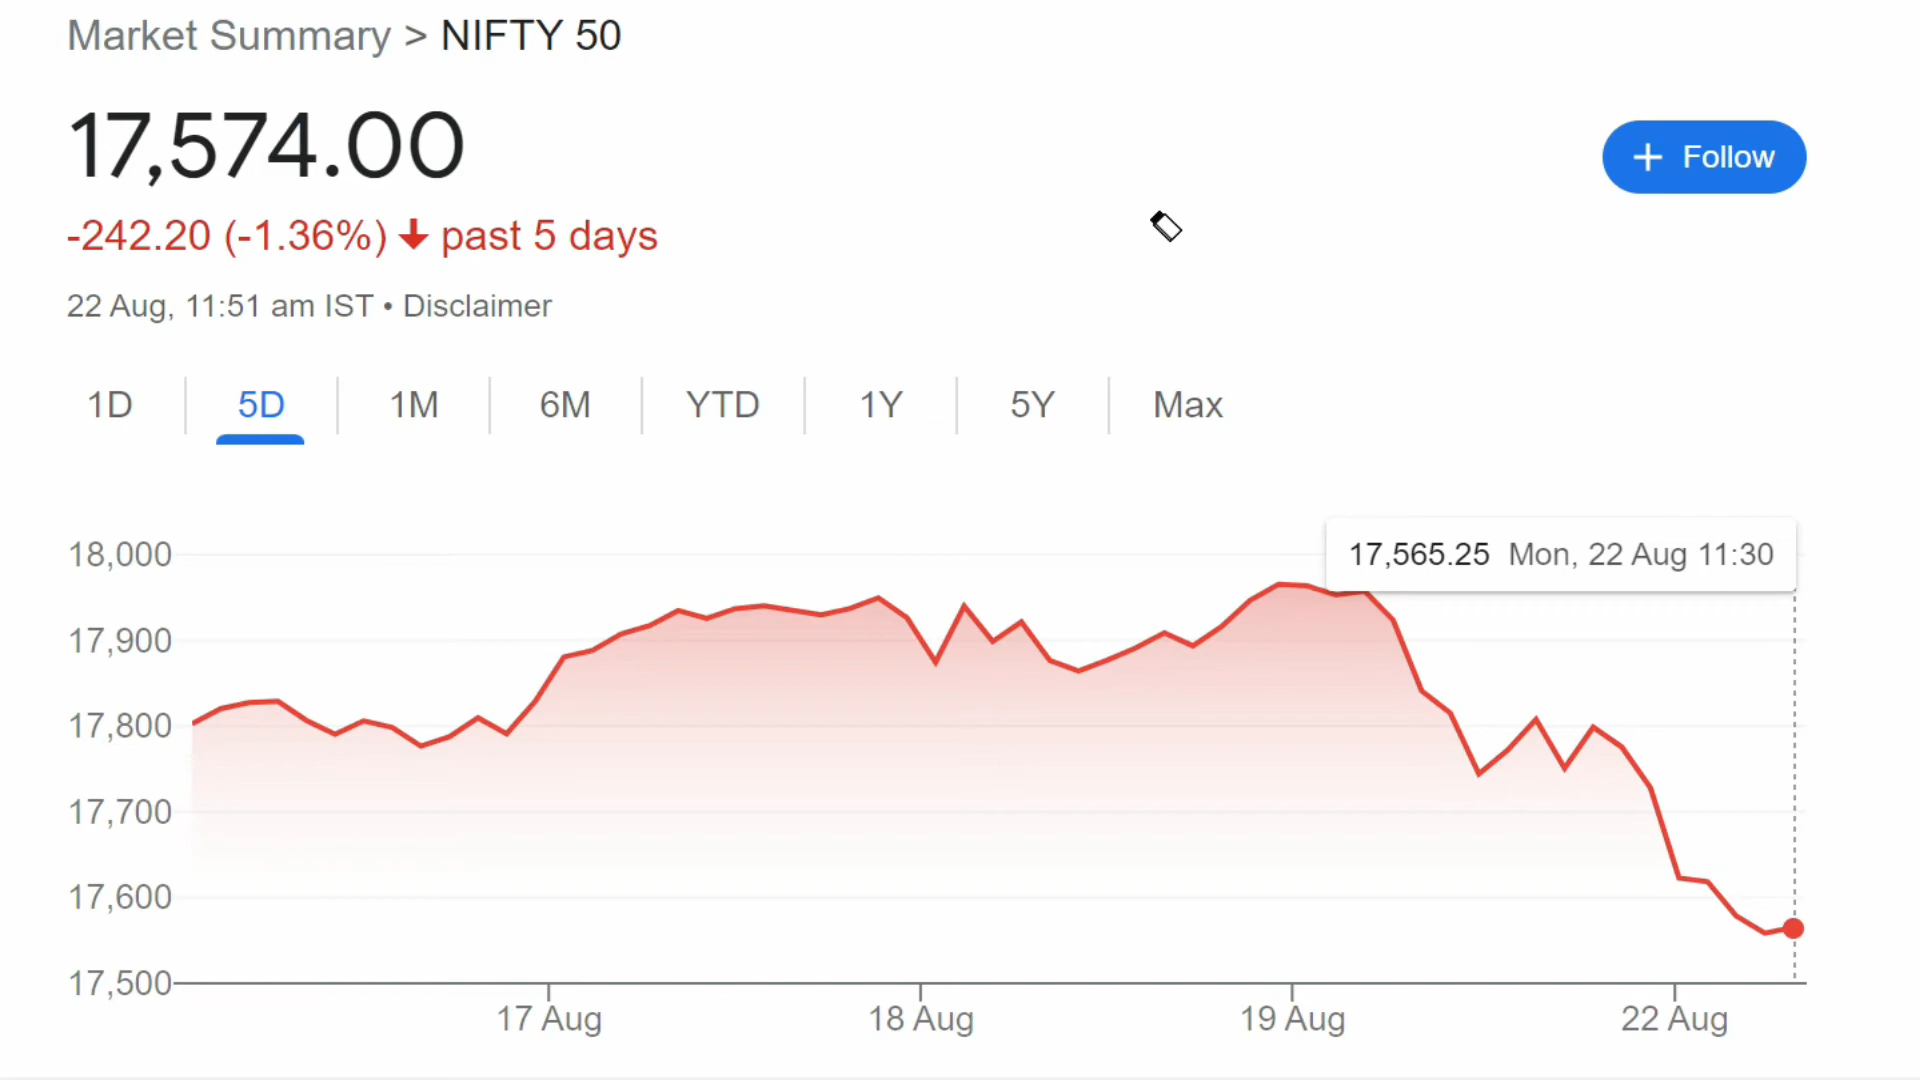 Market Summary > NIFTY 50
17,574.00
+ Follow
-242.20 (-1.36%) ↓ past 5 days
22 Aug, 11:51 am IST • Disclaimer
1D 5D 1M 6M YTD 1Y 5Y Max
17,565.25 Mon, 22 Aug 11:30
18,000
17,900
17,800
17,700
17,600
17,500
17 Aug 18 Aug 19 Aug 22 Aug